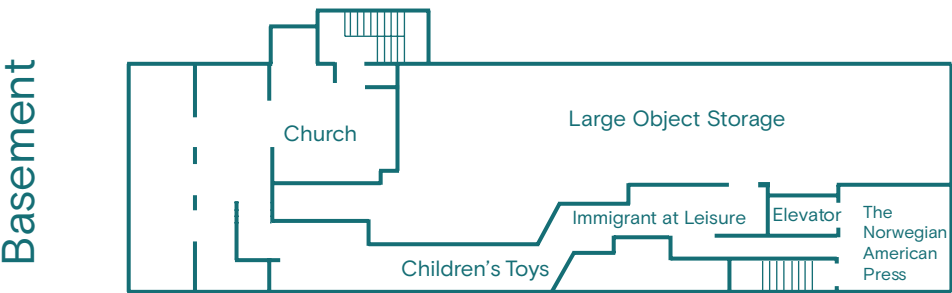 Basement
Church
Large Object Storage
Immigrant at Leisure
Elevator
The
Norwegian
American
Press
Children's Toys